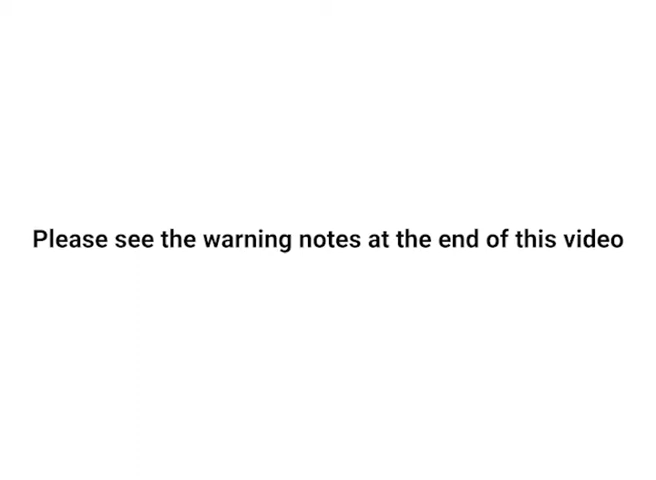 Please see the warning notes at the end of this video